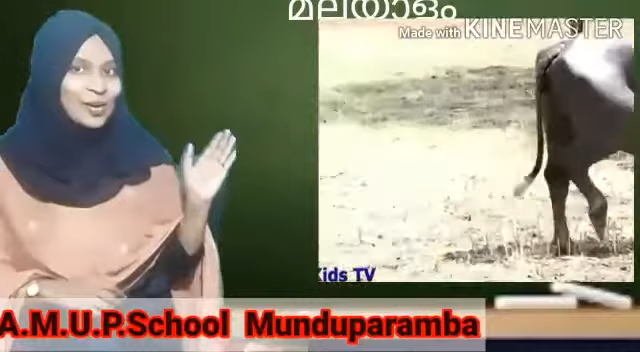 മലയാളം
Made with KINEMASTER
Kids TV
A.M.U.P.School Munduparamba